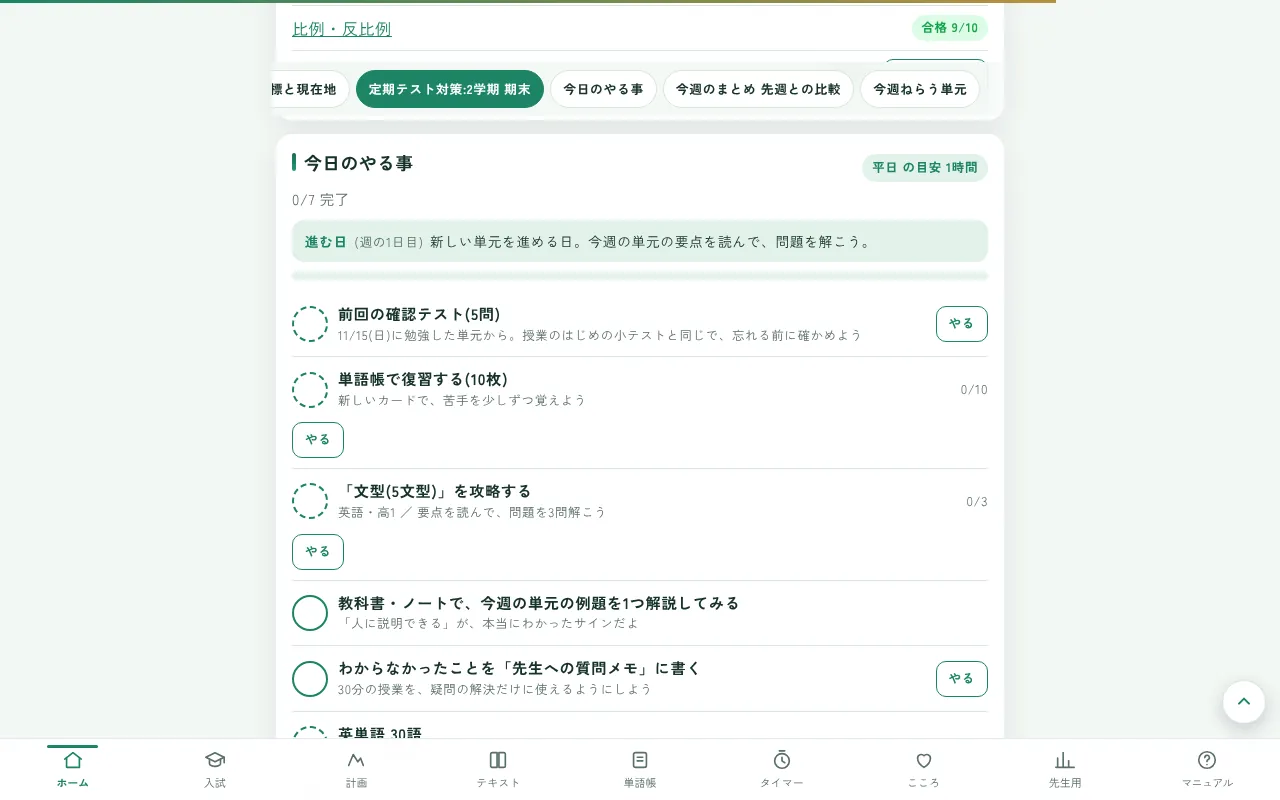 比例・反比例
合格 9/10
標と現在地
定期テスト対策:2学期 期末
今日のやる事
今週のまとめ 先週との比較
今週ねらう単元
今日のやる事
平日 の目安 1時間
0/7 完了
進む日 (週の1日目) 新しい単元を進める日。今週の単元の要点を読んで、問題を解こう。
前回の確認テスト(5問)
11/15(日)に勉強した単元から。授業のはじめの小テストと同じで、忘れる前に確かめよう
やる
単語帳で復習する(10枚)
新しいカードで、苦手を少しずつ覚えよう
0/10
やる
「文型(5文型)」を攻略する
英語・高1 ／ 要点を読んで、問題を3問解こう
0/3
やる
教科書・ノートで、今週の単元の例題を1つ解説してみる
「人に説明できる」が、本当にわかったサインだよ
わからなかったことを「先生への質問メモ」に書く
30分の授業を、疑問の解決だけに使えるようにしよう
やる
英単語 30語
ホーム
入試
計画
テキスト
単語帳
タイマー
こころ
先生用
マニュアル